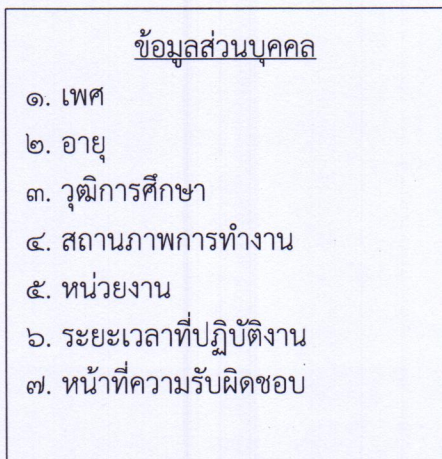 ข้อมูลส่วนบุคคล
๑. เพศ
๒. อายุ
๓. วุฒิการศึกษา
๔. สถานภาพการทำงาน
๕. หน่วยงาน
๖. ระยะเวลาที่ปฏิบัติงาน
๗. หน้าที่ความรับผิดชอบ